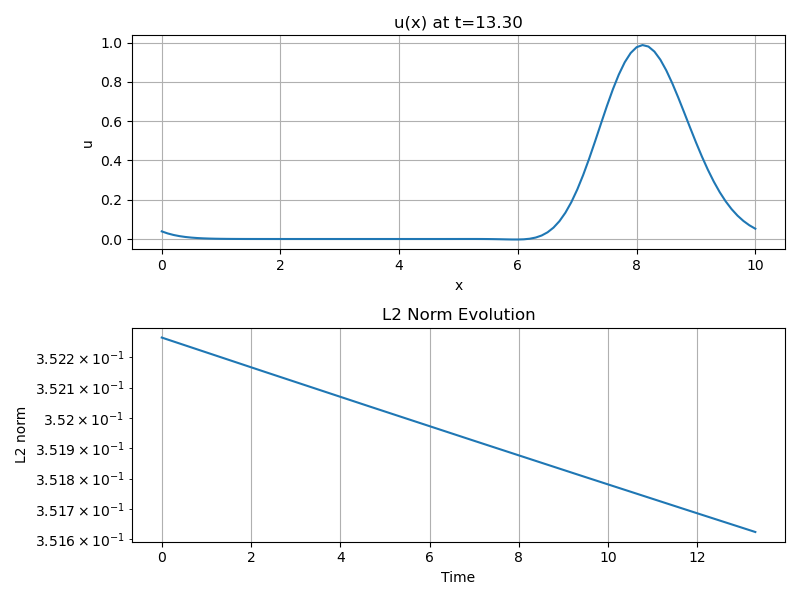 u(x) at t=13.30
1.0
0.8
0.6
0.4
0.2
0.0
u
0 2 4 6 8 10
x
L2 Norm Evolution
3.522 × 10⁻¹
3.521 × 10⁻¹
3.52 × 10⁻¹
3.519 × 10⁻¹
3.518 × 10⁻¹
3.517 × 10⁻¹
3.516 × 10⁻¹
L2 norm
0 2 4 6 8 10 12
Time